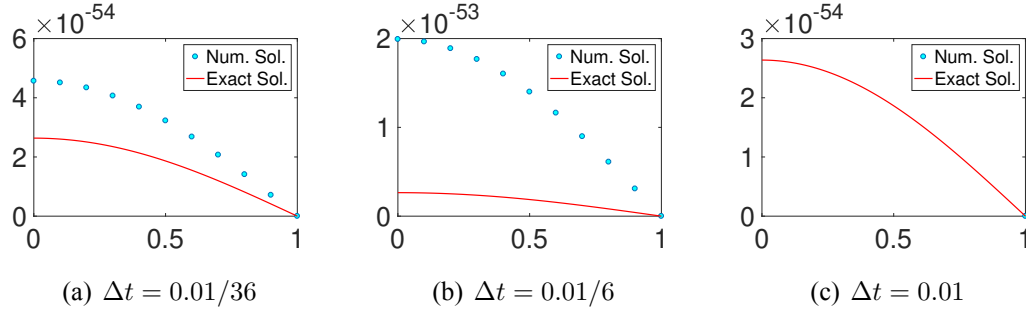 ×10⁻⁵⁴
6
4
2
0
0 0.5 1
Num. Sol.
Exact Sol.
(a) Δt = 0.01/36
×10⁻⁵³
2
1
0
0 0.5 1
Num. Sol.
Exact Sol.
(b) Δt = 0.01/6
×10⁻⁵⁴
3
2
1
0
0 0.5 1
Num. Sol.
Exact Sol.
(c) Δt = 0.01